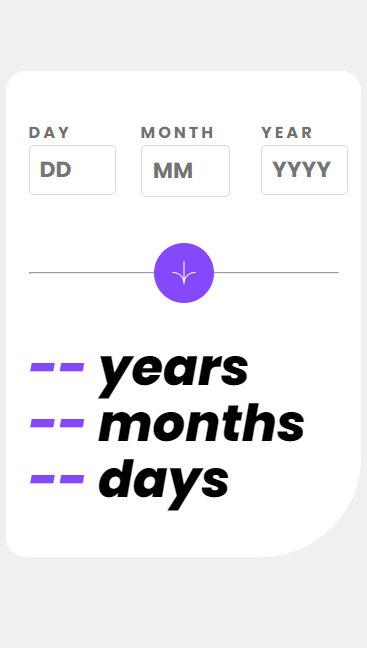 DAY MONTH YEAR
DD MM YYYY
-- years
-- months
-- days